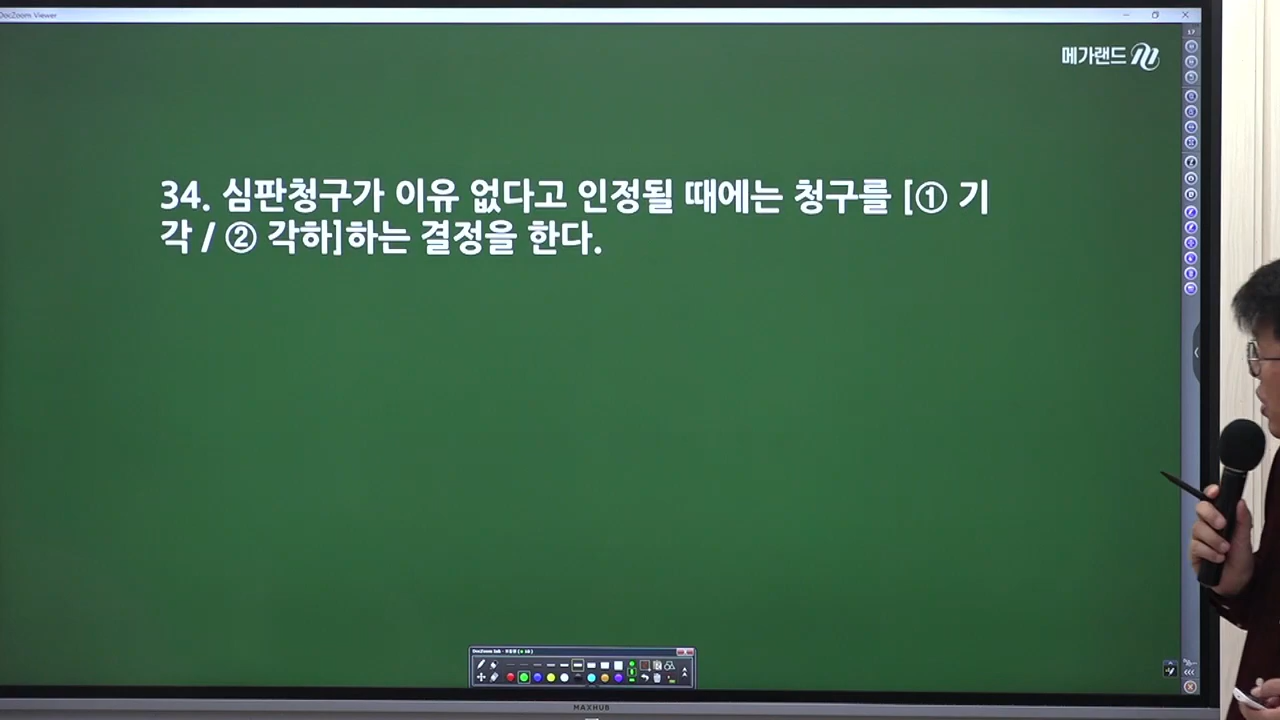 DocZoom Viewer
메가랜드
34. 심판청구가 이유 없다고 인정될 때에는 청구를 [① 기
각 / ② 각하]하는 결정을 한다.
MAXHUB